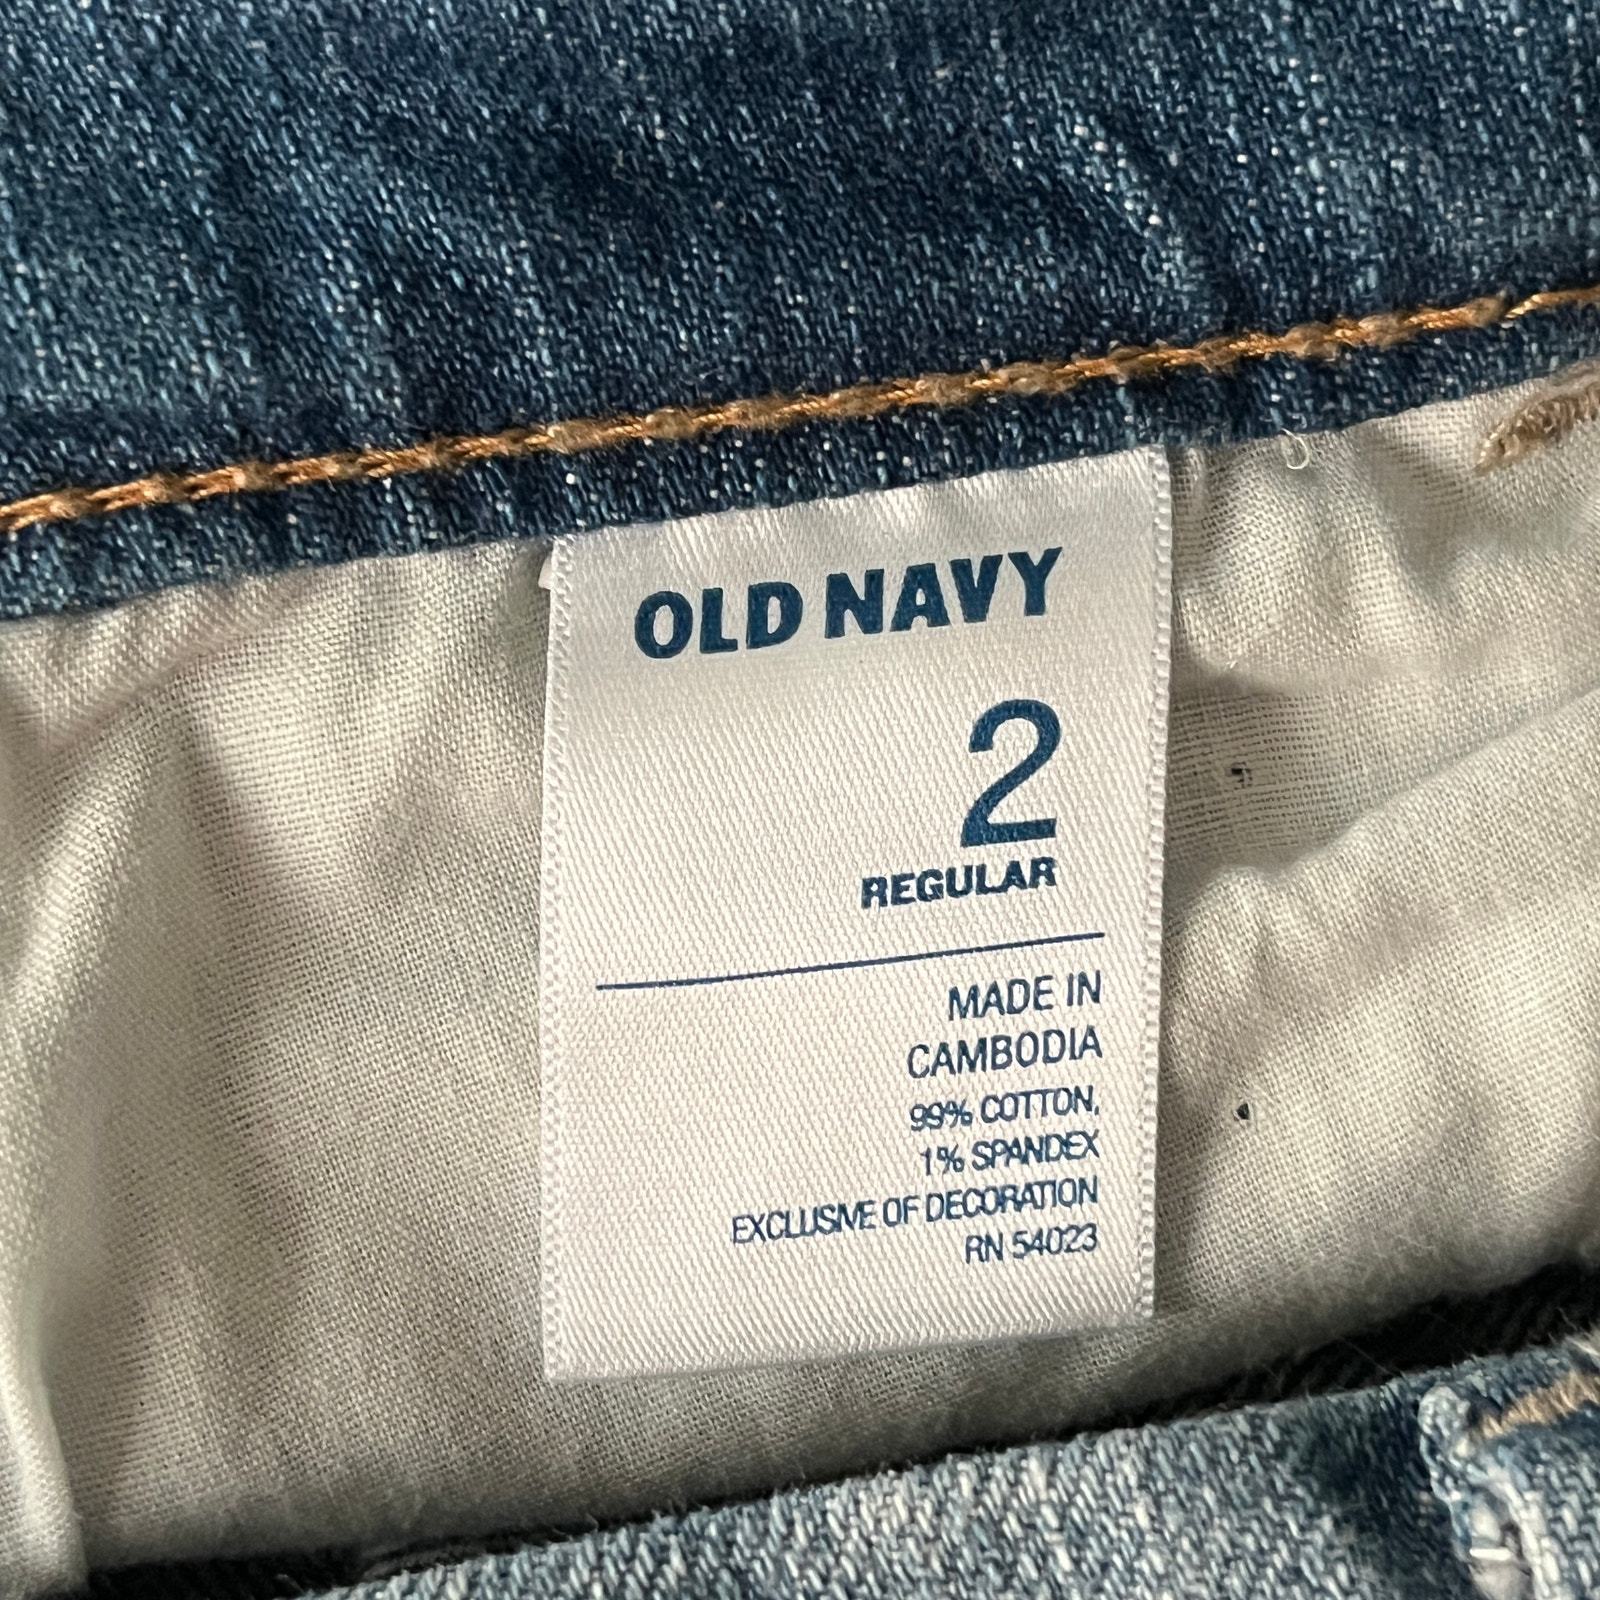 OLD NAVY
2
REGULAR
MADE IN
CAMBODIA
99% COTTON,
1% SPANDEX
EXCLUSIVE OF DECORATION
RN 54023